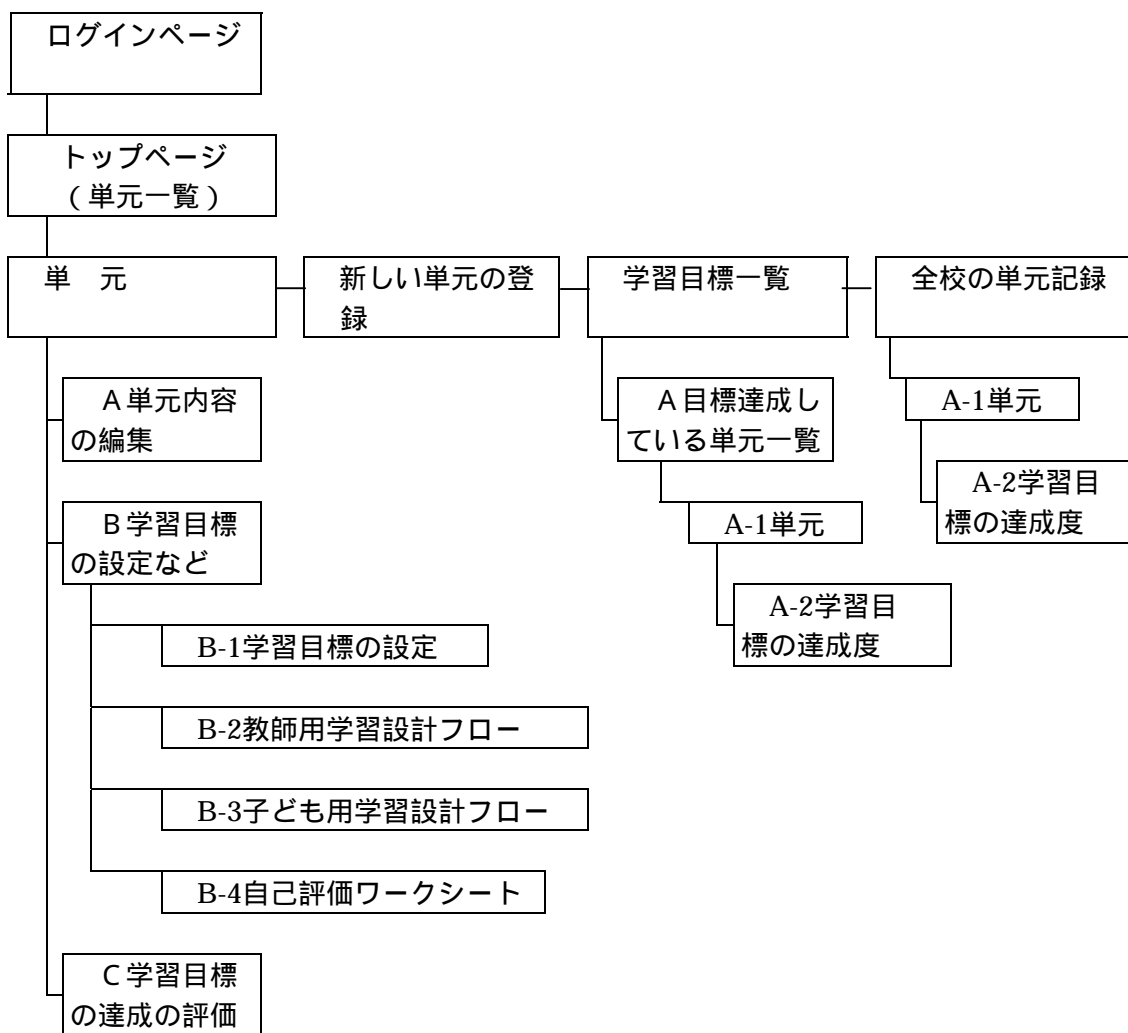 ログインページ
トップページ
(単元一覧)
単　元
新しい単元の登
録
学習目標一覧
全校の単元記録
Ａ単元内容
の編集
Ａ目標達成し
ている単元一覧
A-1単元
A-2学習目
標の達成度
Ｂ学習目標
の設定など
A-1単元
A-2学習目
標の達成度
B-1学習目標の設定
B-2教師用学習設計フロー
B-3子ども用学習設計フロー
B-4自己評価ワークシート
Ｃ学習目標
の達成の評価